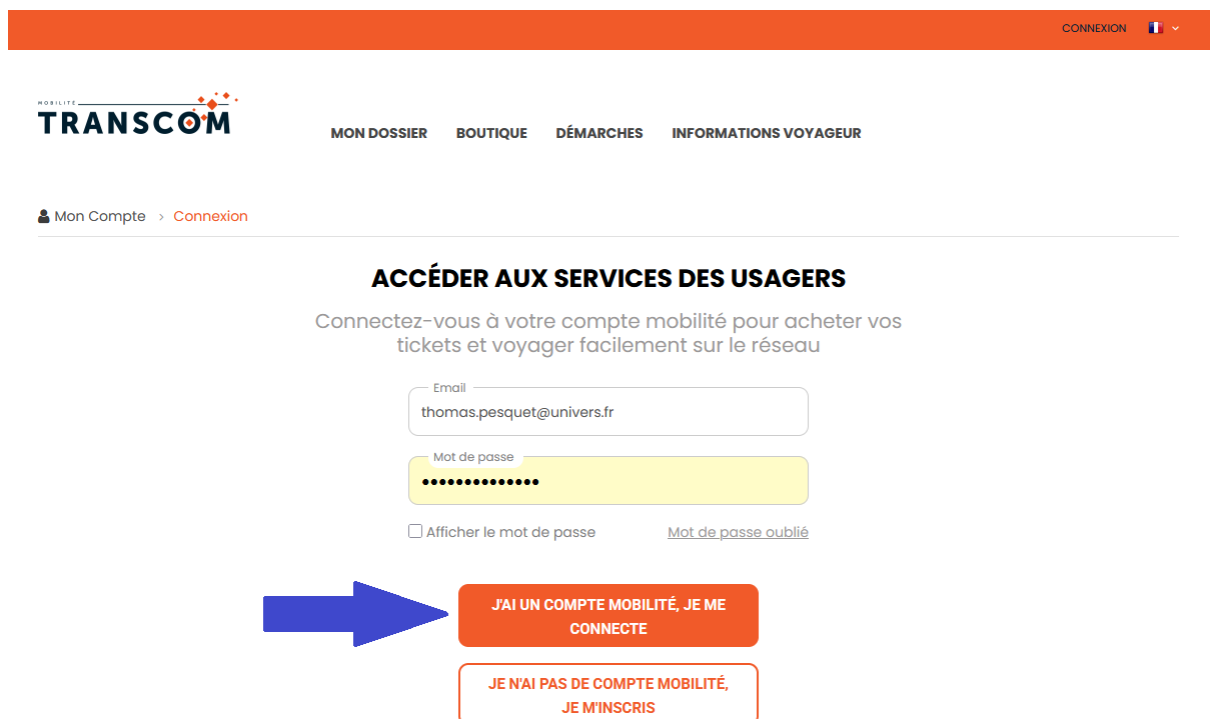 CONNEXION
MOBILITÉ
TRANSCOM
MON DOSSIER BOUTIQUE DÉMARCHES INFORMATIONS VOYAGEUR
Mon Compte > Connexion
ACCÉDER AUX SERVICES DES USAGERS
Connectez-vous à votre compte mobilité pour acheter vos
tickets et voyager facilement sur le réseau
Email
thomas.pesquet@univers.fr
Mot de passe
••••••••••••••
Afficher le mot de passe Mot de passe oublié
J'AI UN COMPTE MOBILITÉ, JE ME
CONNECTE
JE N'AI PAS DE COMPTE MOBILITÉ,
JE M'INSCRIS